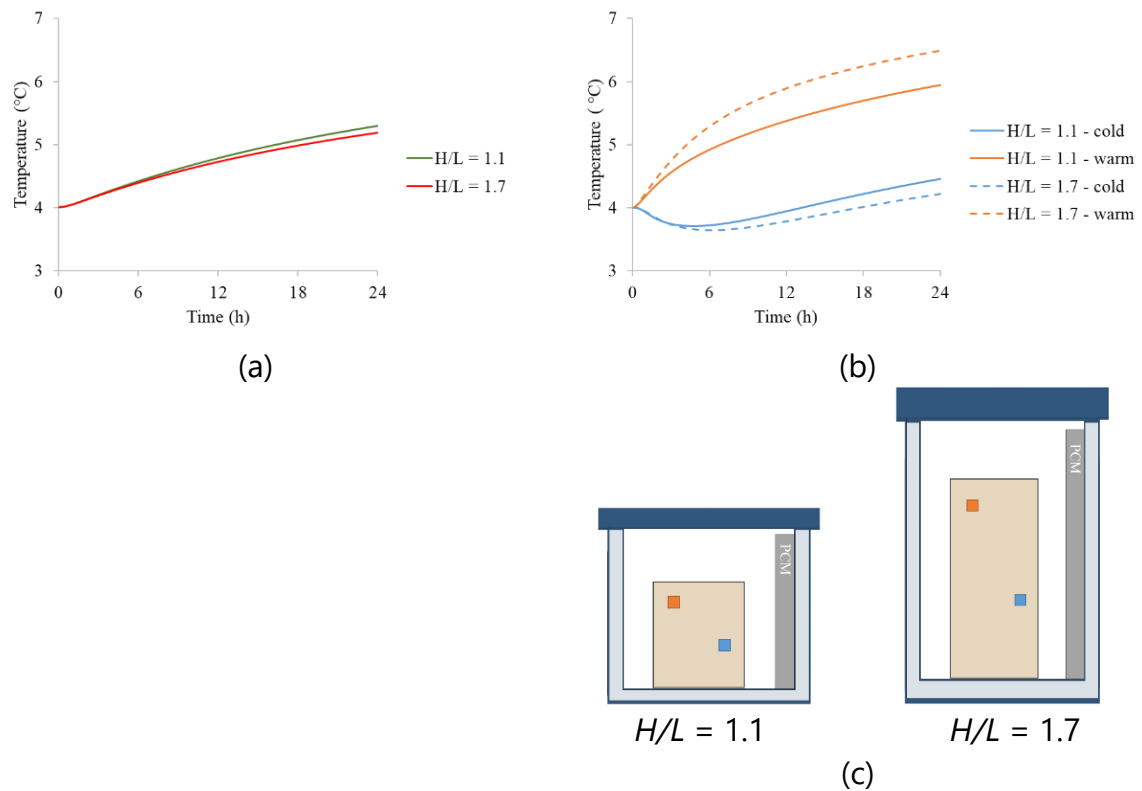 7
6
5
4
3
Temperature (°C)
0
6
12
18
24
Time (h)
H/L = 1.1
H/L = 1.7
(a)
7
6
5
4
3
Temperature ( °C)
0
6
12
18
24
Time (h)
H/L = 1.1 - cold
H/L = 1.1 - warm
H/L = 1.7 - cold
H/L = 1.7 - warm
(b)
PCM
PCM
H/L = 1.1
H/L = 1.7
(c)